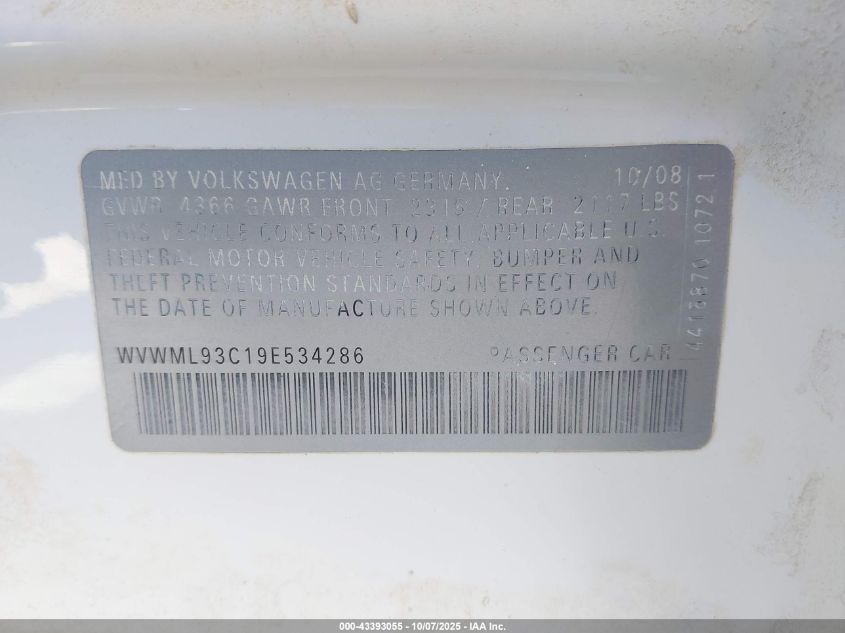 MFD BY VOLKSWAGEN AG GERMANY. 10/08
GVWR 4366 GAWR FRONT 2315 / REAR 2117 LBS
THIS VEHICLE CONFORMS TO ALL APPLICABLE U.S.
FEDERAL MOTOR VEHICLE SAFETY, BUMPER AND
THEFT PREVENTION STANDARDS IN EFFECT ON
THE DATE OF MANUFACTURE SHOWN ABOVE.
WVWML93C19E534286 PASSENGER CAR
000-43393055 - 10/07/2025 - IAA Inc.